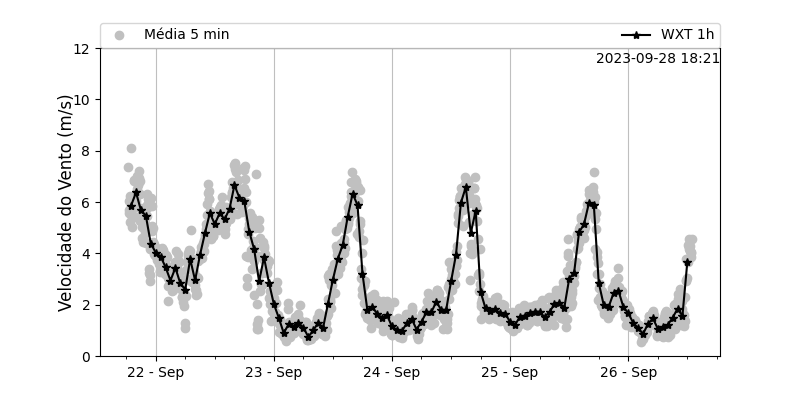 Média 5 min
WXT 1h
2023-09-28 18:21
Velocidade do Vento (m/s)
12
10
8
6
4
2
0
22 - Sep
23 - Sep
24 - Sep
25 - Sep
26 - Sep